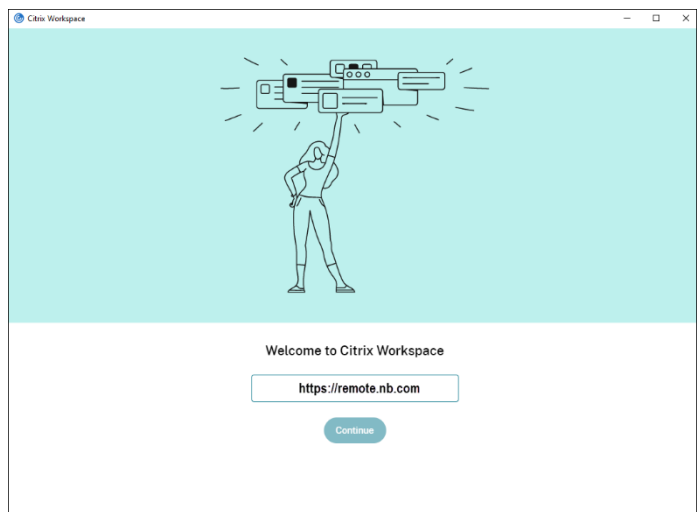 Citrix Workspace
Welcome to Citrix Workspace
https://remote.nb.com
Continue